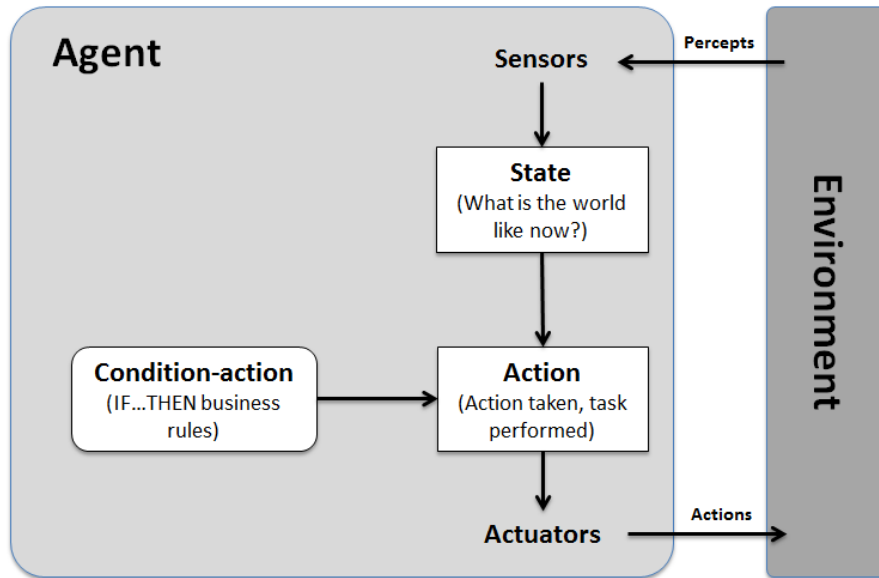 Agent
Sensors
Percepts
State
(What is the world
like now?)
Environment
Condition-action
(IF...THEN business
rules)
Action
(Action taken, task
performed)
Actuators
Actions